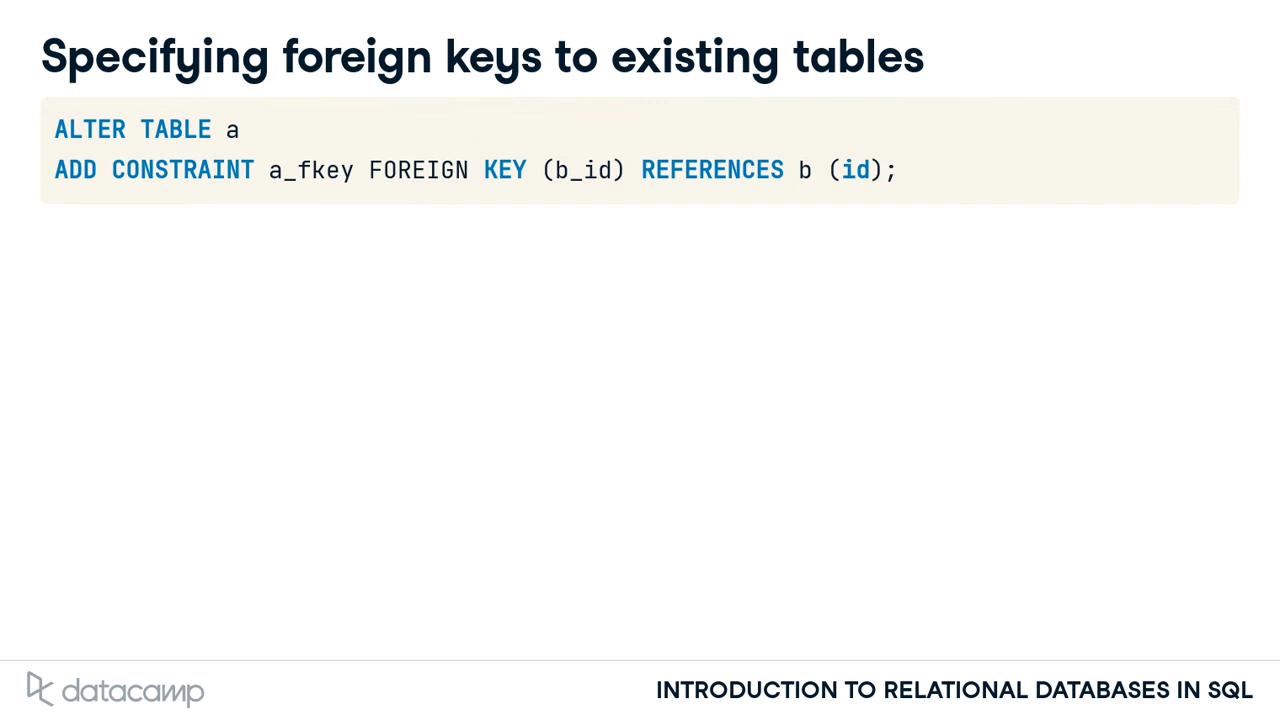 Specifying foreign keys to existing tables
ALTER TABLE a
ADD CONSTRAINT a_fkey FOREIGN KEY (b_id) REFERENCES b (id);
datacamp
INTRODUCTION TO RELATIONAL DATABASES IN SQL